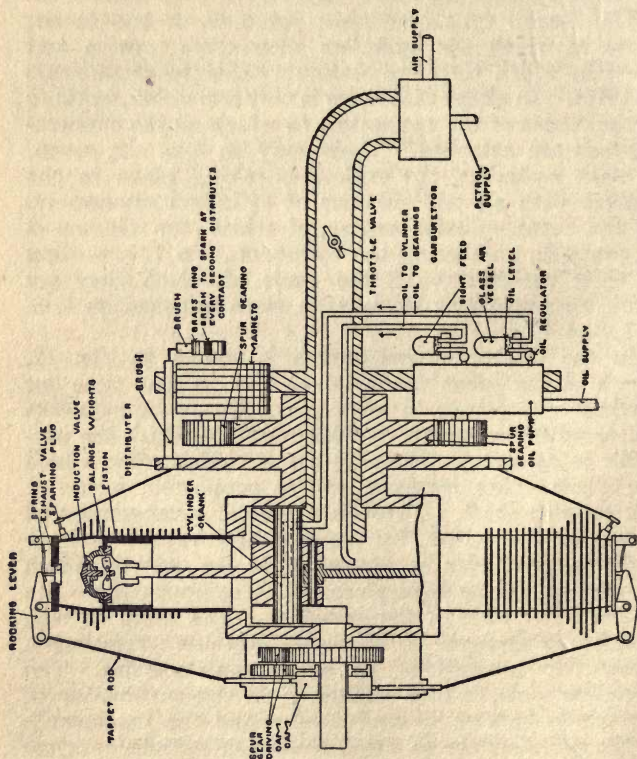 ROCKING LEVER
SPRING
EXHAUST VALVE
SPARKING PLUG
INDUCTION VALVE
BALANCE WEIGHTS
PISTON
DISTRIBUTER
BRUSH
BRUSH
BRASS RING
BREAK TO SPARK AT
EVERY SECOND DISTRIBUTES
CONTACT
SPUR GEARING
MAGNETO
AIR SUPPLY
PETROL
SUPPLY
THROTTLE VALVE
OIL TO CYLINDER
OIL TO BEARINGS
CARBURETTOR
SIGHT FEED
GLASS AIR
VESSEL
OIL LEVEL
OIL REGULATOR
OIL SUPPLY
SPUR
GEARING
OIL PUMP
CYLINDER
CRANK
TAPPET ROD
SPUR
GEAR
DRIVING
CAM
CAM